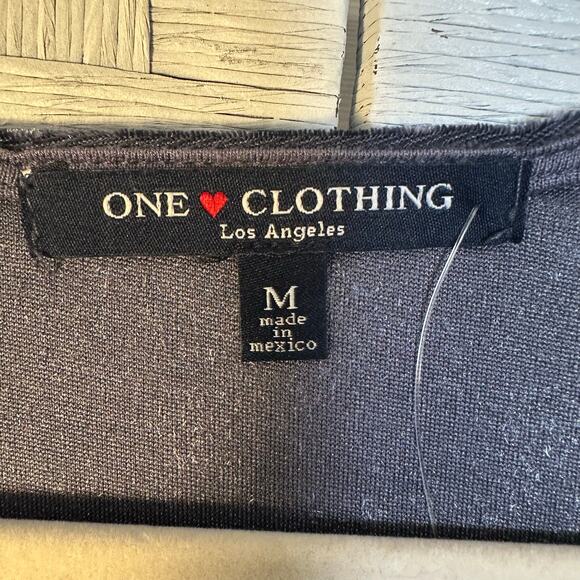 ONE ♥ CLOTHING
Los Angeles
M
made
in
mexico